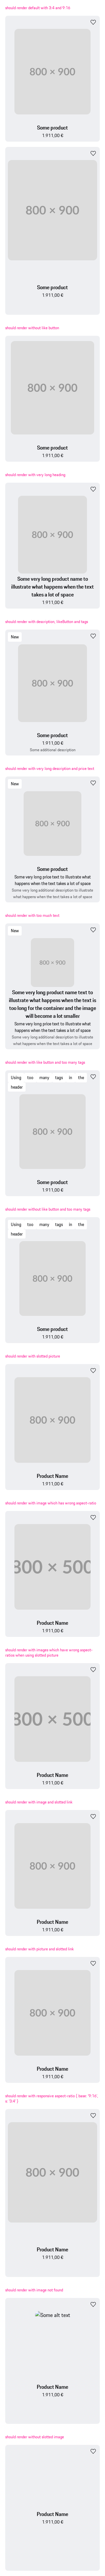 should render default with 3:4 and 9:16
800 × 900
Some product
1.911,00 €
800 × 900
Some product
1.911,00 €
should render without like button
800 × 900
Some product
1.911,00 €
should render with very long heading
800 × 900
Some very long product name to
illustrate what happens when the text
takes a lot of space
1.911,00 €
should render with description, likeButton and tags
New
800 × 900
Some product
1.911,00 €
Some additional description
should render with very long description and price text
New
800 × 900
Some product
Some very long price text to illustrate what
happens when the text takes a lot of space
Some very long additional description to illustrate
what happens when the text takes a lot of space
should render with too much text
New
800 × 900
Some very long product name text to
illustrate what happens when the text is
too long for the container and the image
will become a lot smaller
Some very long price text to illustrate what
happens when the text takes a lot of space
Some very long additional description to illustrate
what happens when the text takes a lot of space
should render with like button and too many tags
Using too many tags in the
header
800 × 900
Some product
1.911,00 €
should render without like button and too many tags
Using too many tags in the
header
800 × 900
Some product
1.911,00 €
should render with slotted picture
800 × 900
Product Name
1.911,00 €
should render with image which has wrong aspect ratio
800 × 500
Product Name
1.911,00 €
should render with images which have wrong aspect-
ratios when using slotted picture
800 × 500
Product Name
1.911,00 €
should render with image and slotted link
800 × 900
Product Name
1.911,00 €
should render with picture and slotted link
800 × 900
Product Name
1.911,00 €
should render with responsive aspect-ratio { base: '9:16',
s: '3:4' }
800 × 900
Product Name
1.911,00 €
should render with image not found
Some alt text
Product Name
1.911,00 €
should render without slotted image
Product Name
1.911,00 €